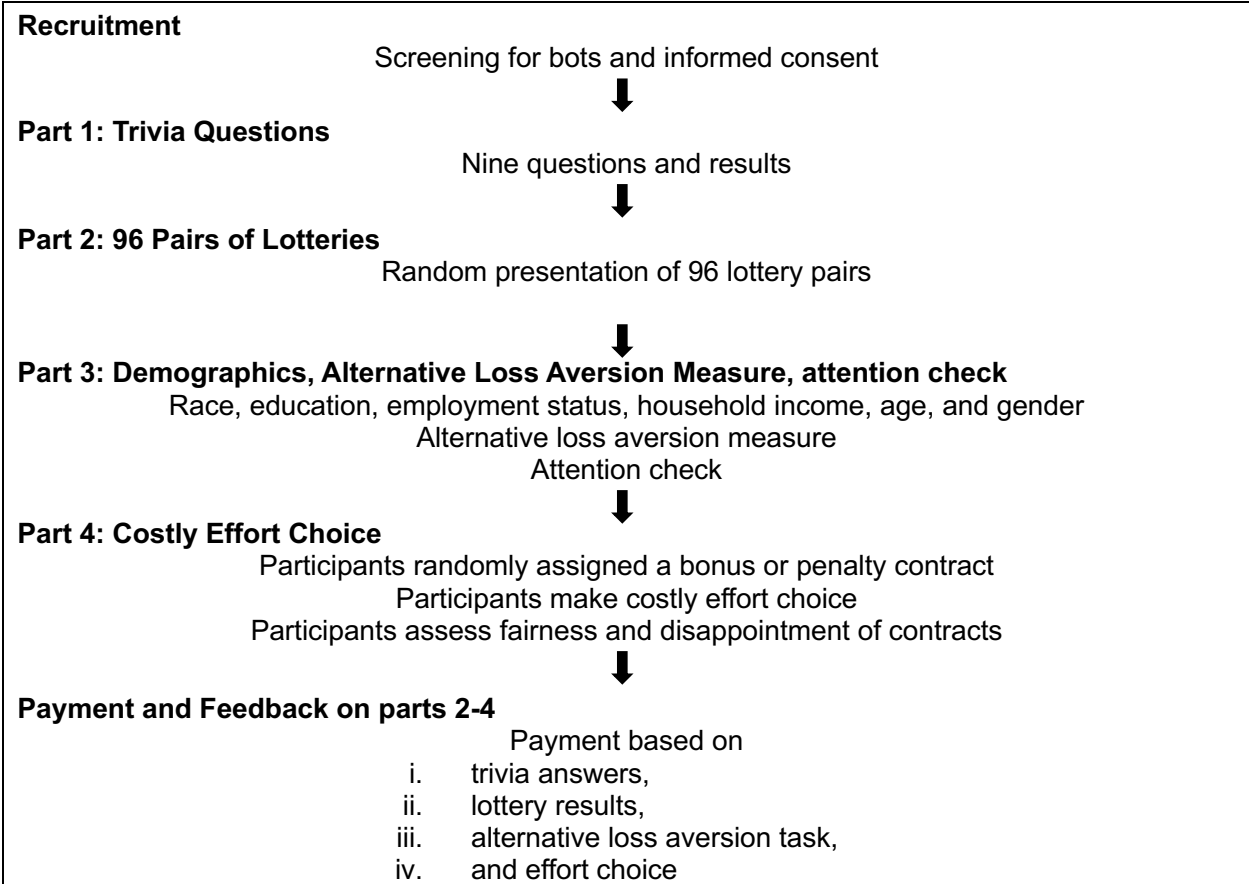 Recruitment
Screening for bots and informed consent
Part 1: Trivia Questions
Nine questions and results
Part 2: 96 Pairs of Lotteries
Random presentation of 96 lottery pairs
Part 3: Demographics, Alternative Loss Aversion Measure, attention check
Race, education, employment status, household income, age, and gender
Alternative loss aversion measure
Attention check
Part 4: Costly Effort Choice
Participants randomly assigned a bonus or penalty contract
Participants make costly effort choice
Participants assess fairness and disappointment of contracts
Payment and Feedback on parts 2-4
Payment based on
i. trivia answers,
ii. lottery results,
iii. alternative loss aversion task,
iv. and effort choice